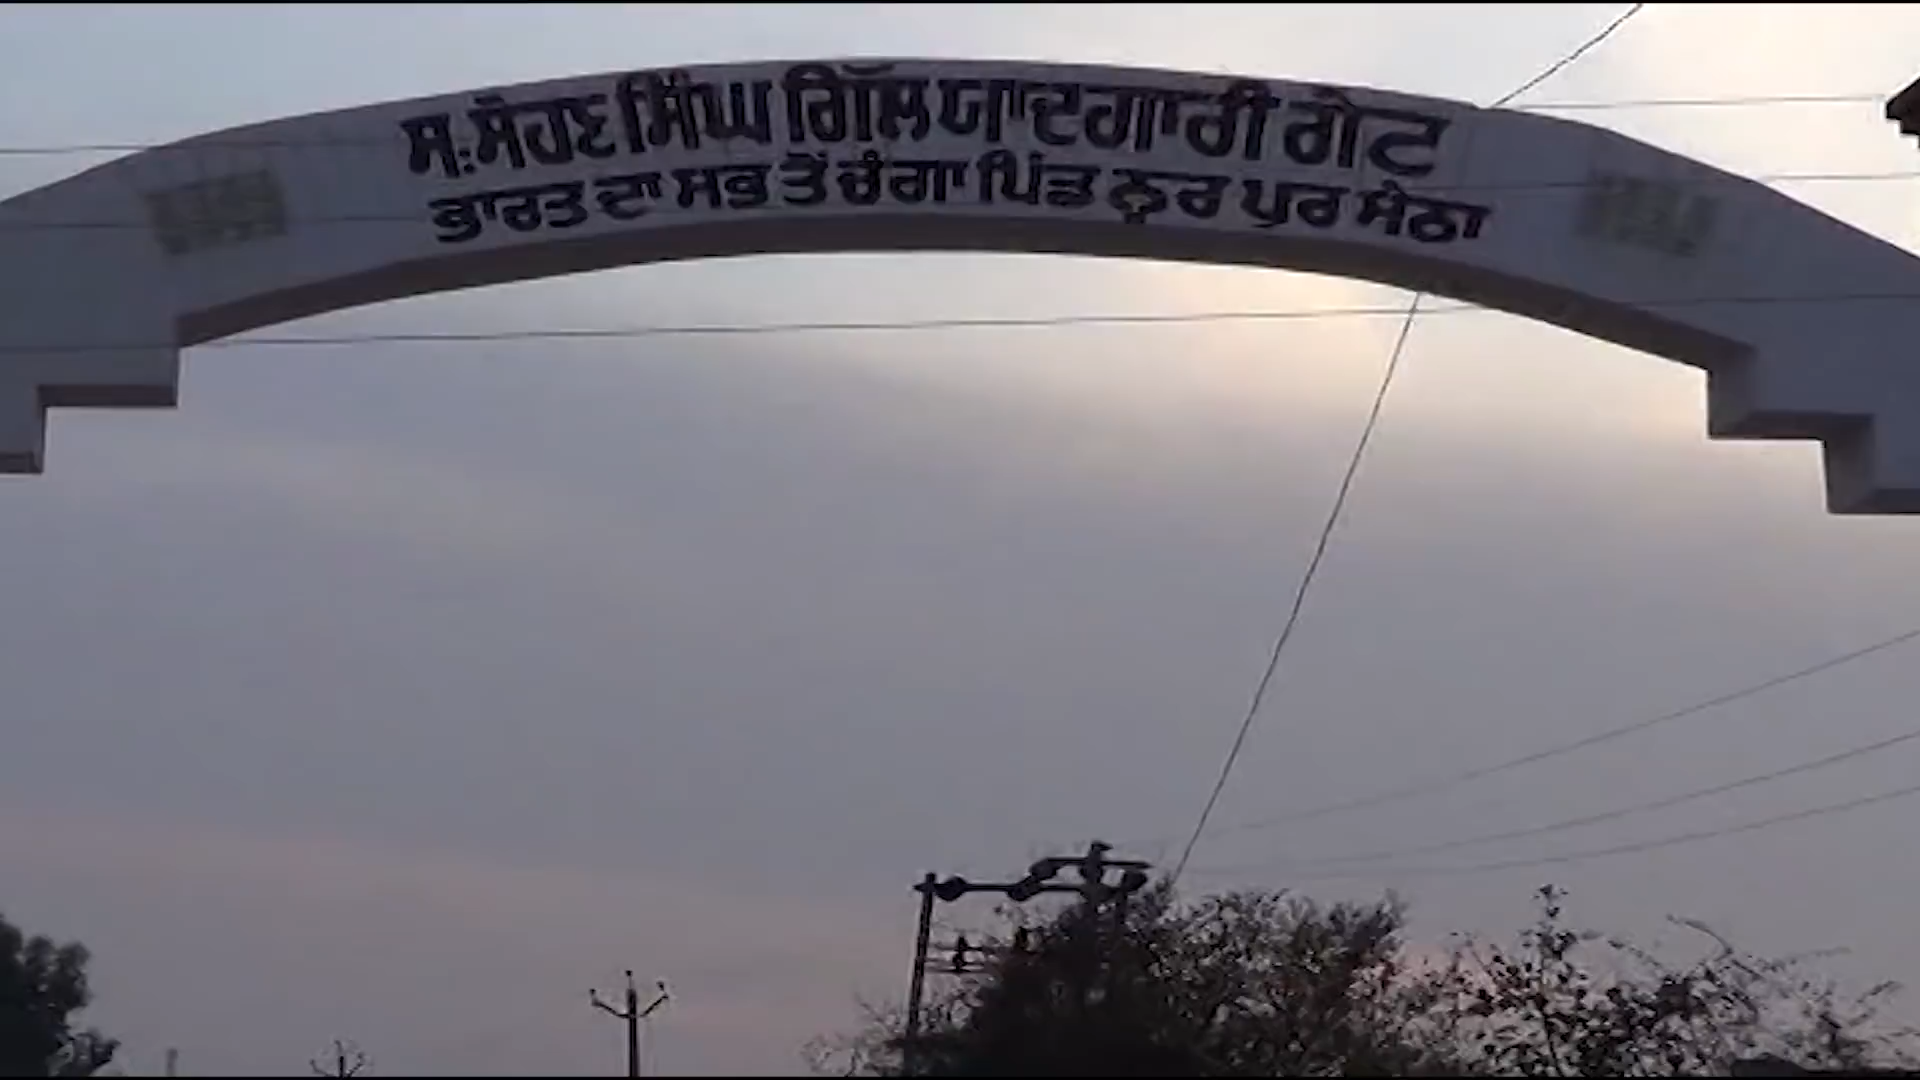 ਸ: ਸੋਹਣ ਸਿੰਘ ਗਿੱਲ ਯਾਦਗਾਰੀ ਗੇਟ
ਭਾਰਤ ਦਾ ਸਭ ਤੋਂ ਚੰਗਾ ਪਿੰਡ ਨੂਰ ਪੁਰ ਸੇਠਾ